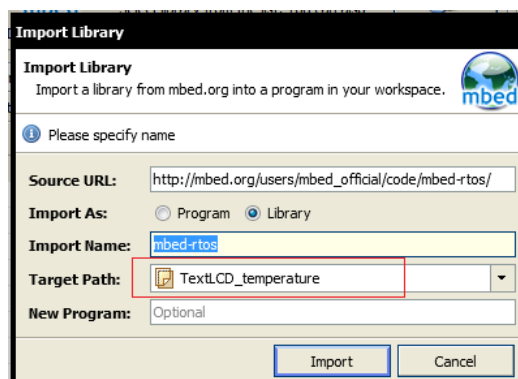 Import Library
Import Library
Import a library from mbed.org into a program in your workspace.
mbed
Please specify name
Source URL: http://mbed.org/users/mbed_official/code/mbed-rtos/
Import As: Program Library
Import Name: mbed-rtos
Target Path: TextLCD_temperature
New Program: Optional
Import Cancel